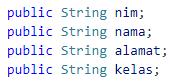 public String nim;
public String nama;
public String alamat;
public String kelas;